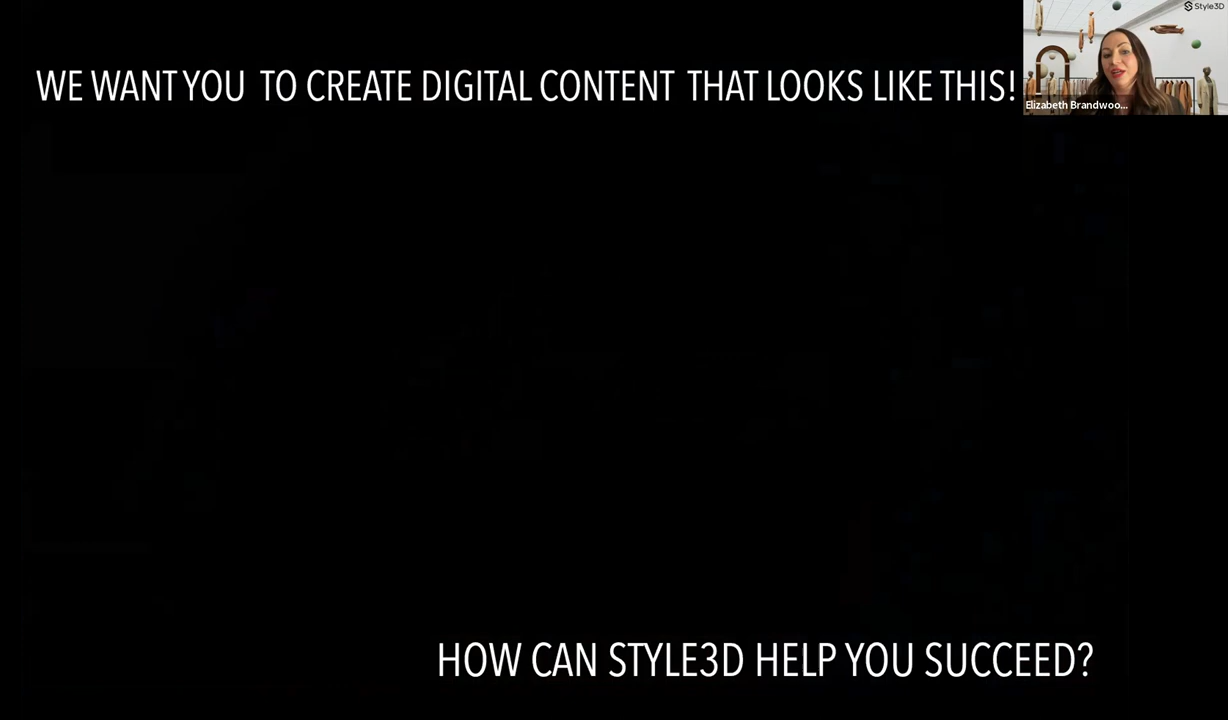 Style3D
WE WANT YOU TO CREATE DIGITAL CONTENT THAT LOOKS LIKE THIS!
Elizabeth Brandwoo...
HOW CAN STYLE3D HELP YOU SUCCEED?